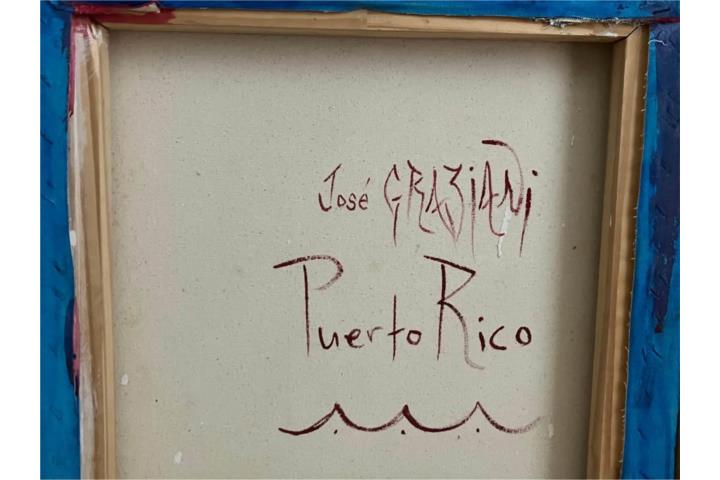 José GRAZiANi
Puerto Rico